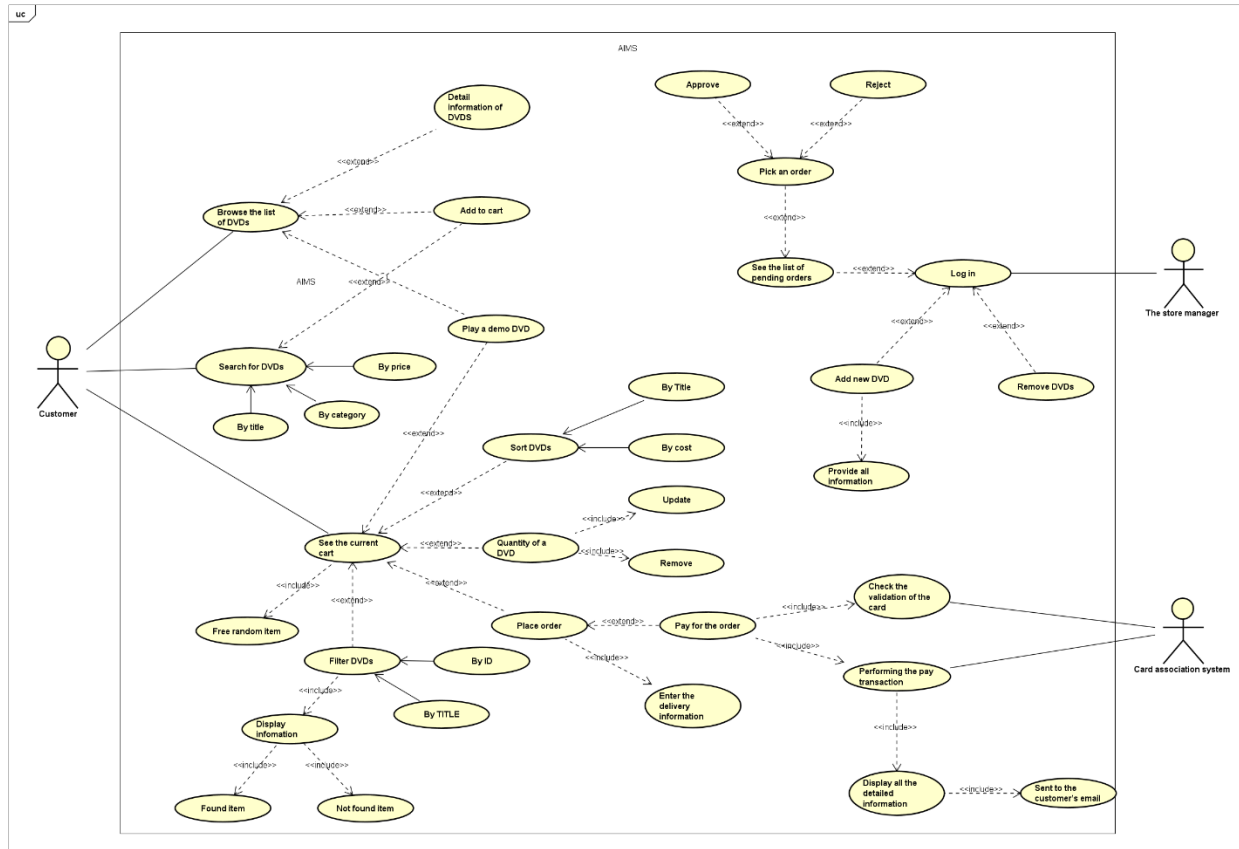 uc
AIMS
Detail
information of
DVDS
Approve
Reject
<<extend>>
<<extend>>
<<extend>>
Pick an order
Browse the list
of DVDs
<<extend>>
Add to cart
<<extend>>
See the list of
pending orders
<<extend>>
Log in
The store manager
AIMS
<<extend>>
<<extend>>
<<extend>>
<<extend>>
Play a demo DVD
Customer
Search for DVDs
By price
By title
By category
Add new DVD
Remove DVDs
<<include>>
Provide all
information
By Title
<<extend>>
Sort DVDs
By cost
<<extend>>
Update
<<include>>
See the current
cart
<<extend>>
Quantity of a
DVD
<<include>>
Remove
<<include>>
<<extend>>
<<extend>>
Check the
validation of the
card
Free random item
Place order
<<extend>>
Pay for the order
<<include>>
<<include>>
Card association system
Filter DVDs
By ID
<<include>>
Performing the pay
transaction
<<include>>
By TITLE
Enter the
delivery
information
Display
infomation
<<include>>
<<include>>
<<include>>
Found item
Not found item
Display all the
detailed
information
<<include>>
Sent to the
customer's email